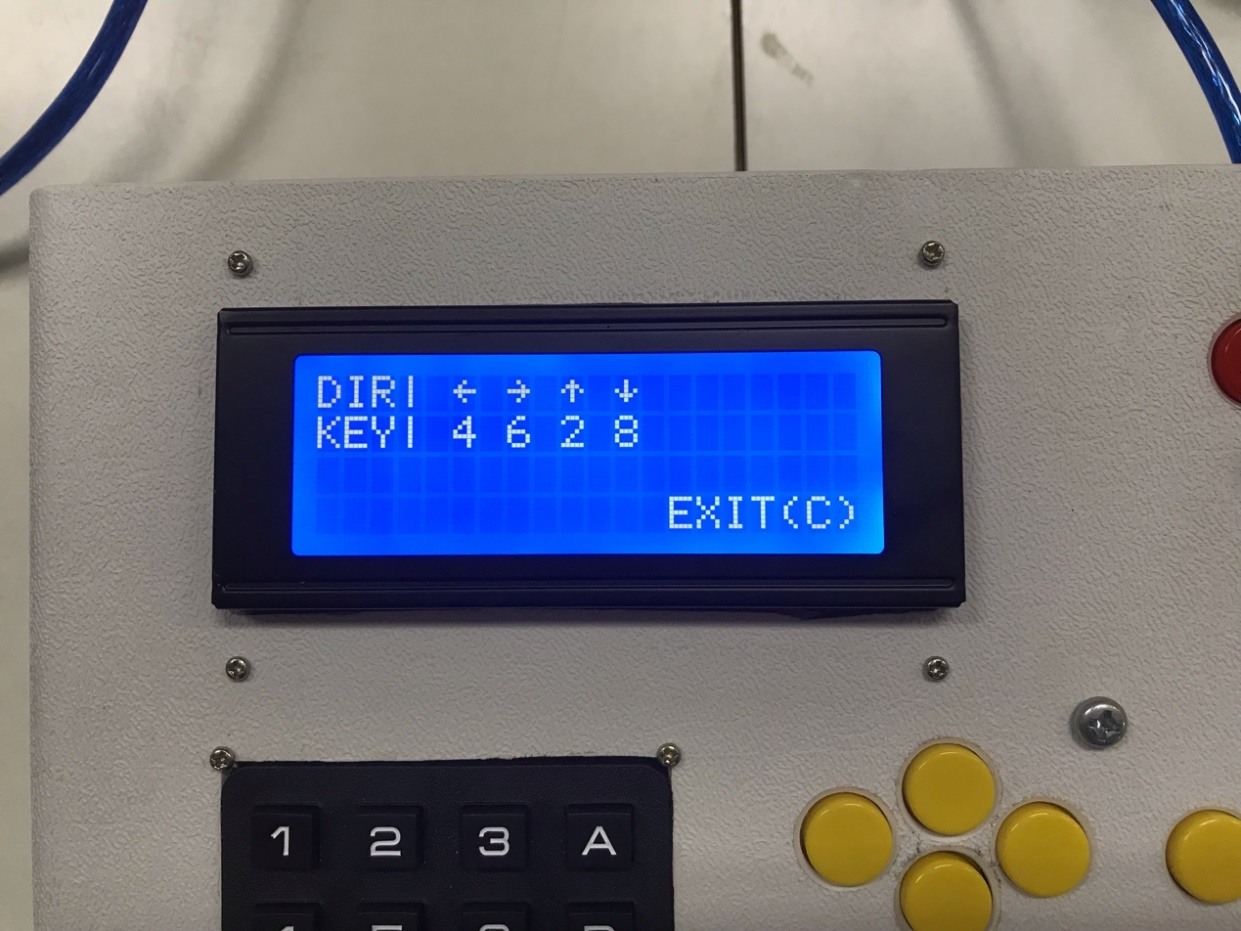 DIR| ← → ↑ ↓
KEY| 4 6 2 8
EXIT(C)
1 2 3 A